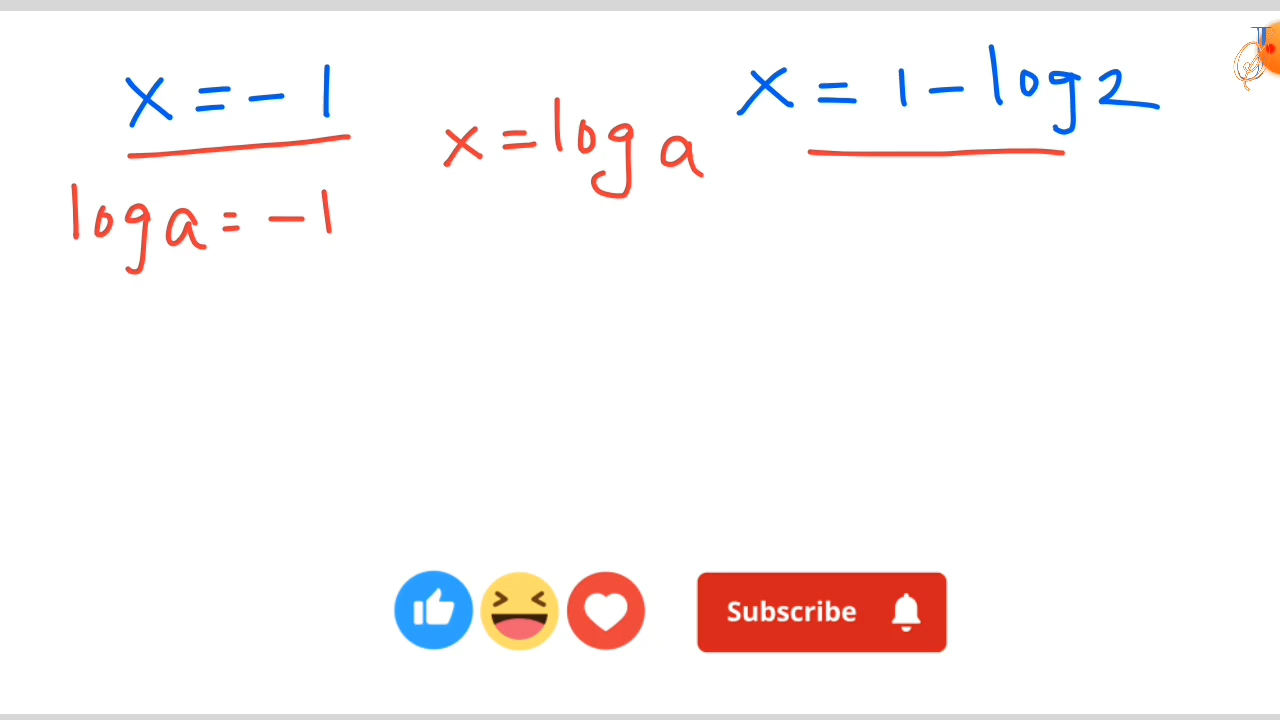 x = -1
x = log a
x = 1 - log 2
log a = -1
Subscribe